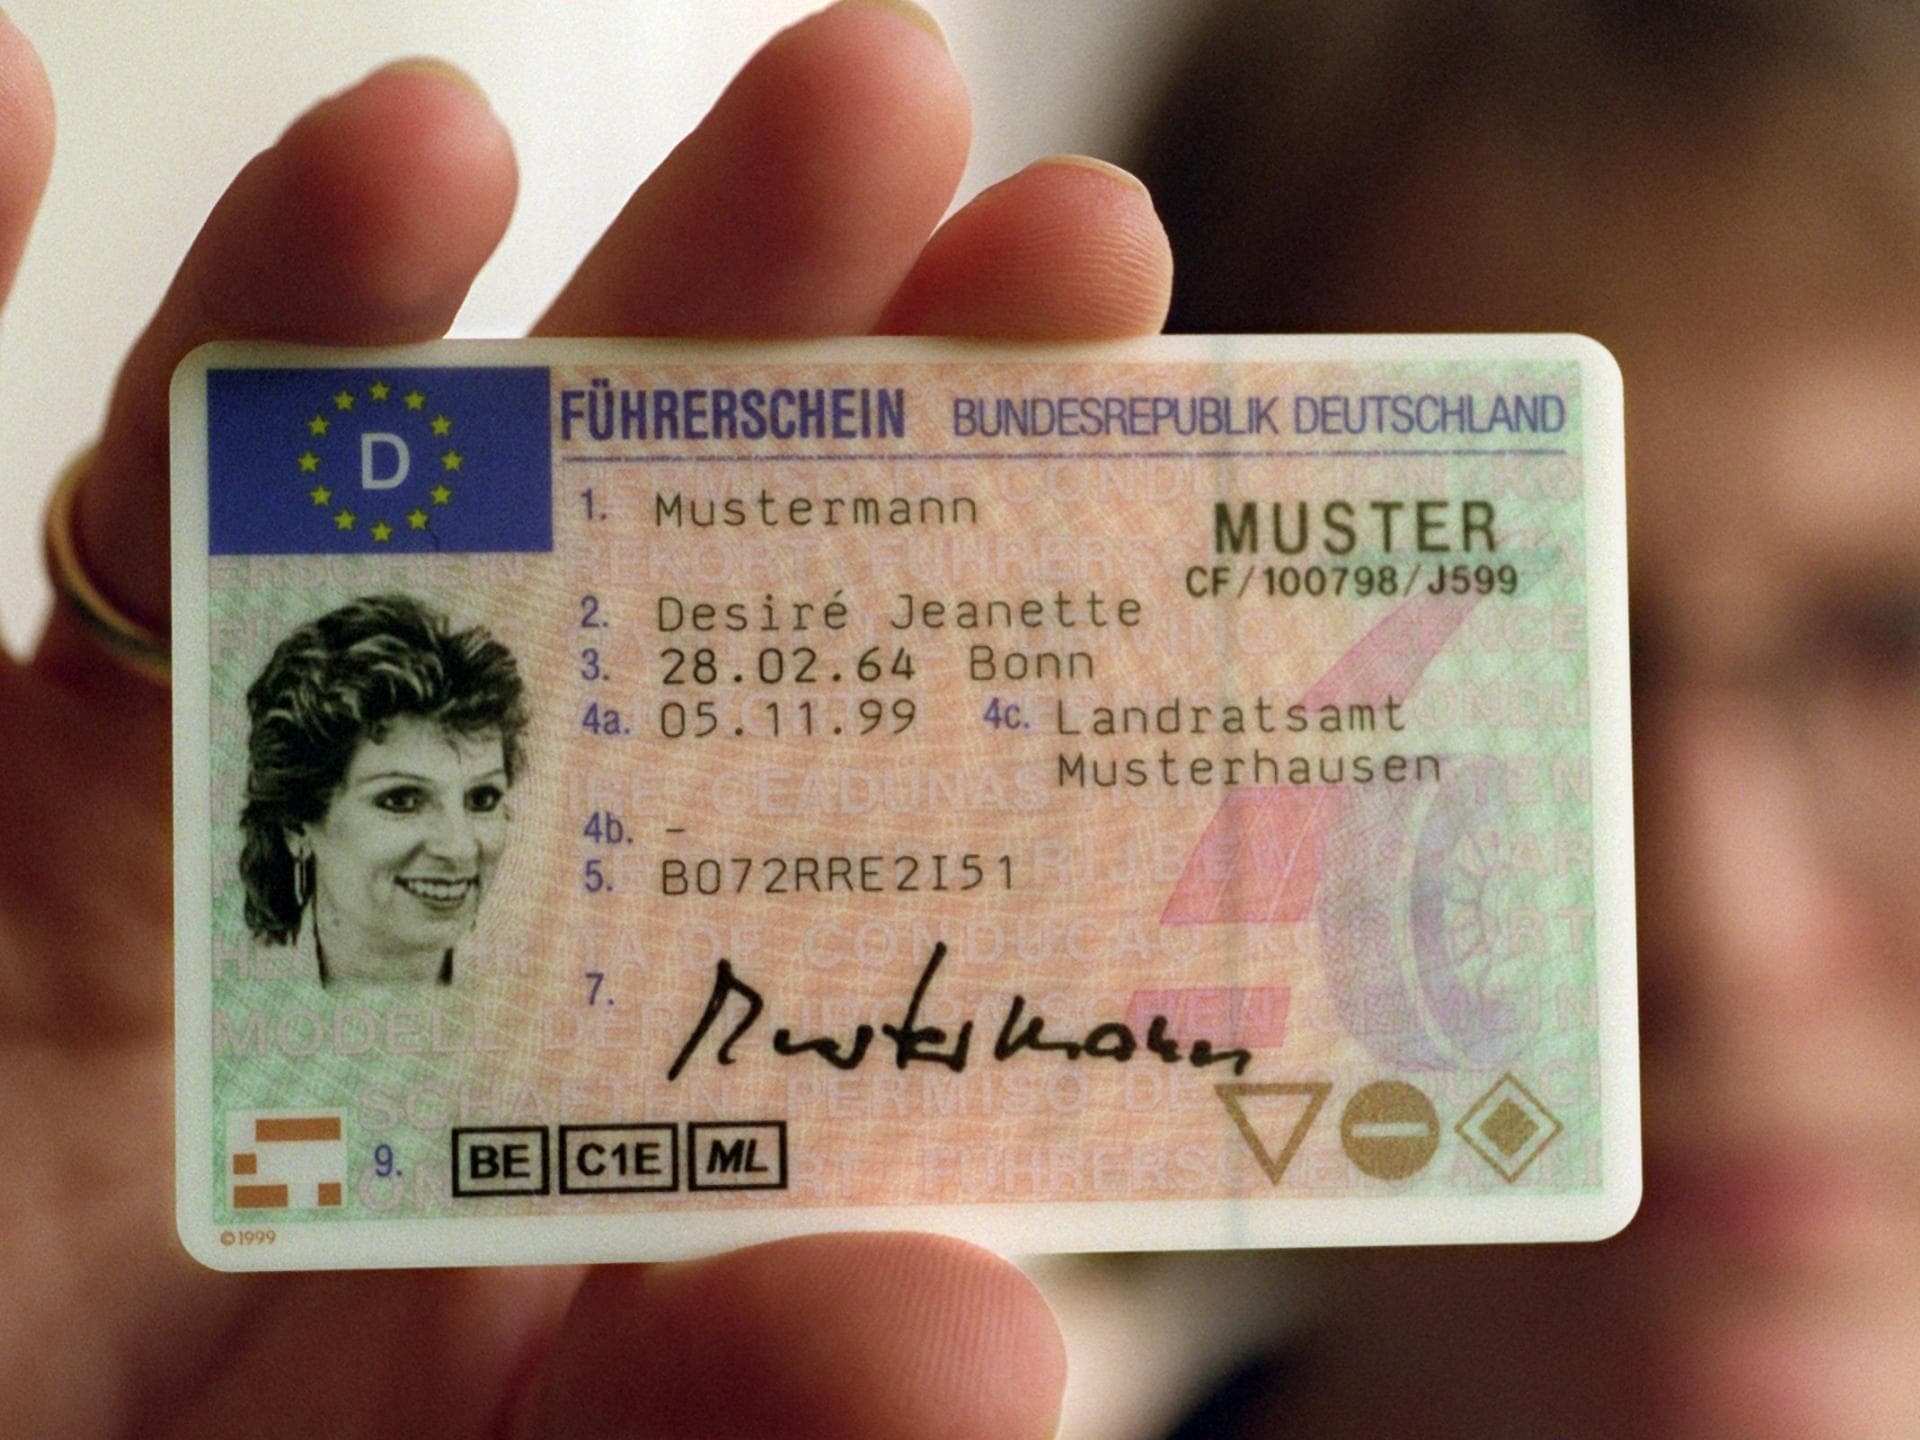 D
FÜHRERSCHEIN BUNDESREPUBLIK DEUTSCHLAND
1. Mustermann
MUSTER
CF/100798/J599
2. Desiré Jeanette
3. 28.02.64 Bonn
4a. 05.11.99 4c. Landratsamt
Musterhausen
4b. -
5. B072RRE2I51
7. Mustermann
9. BE C1E ML
©1999